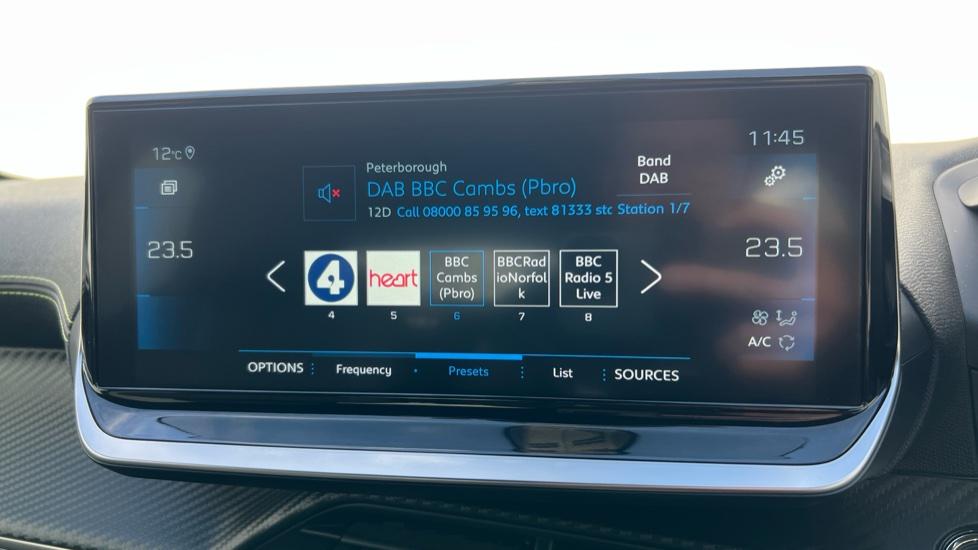 12°C
11:45
Peterborough
DAB BBC Cambs (Pbro)
12D Call 08000 85 95 96, text 81333 stc Station 1/7
Band
DAB
23.5
23.5
4
heart
BBC
Cambs
(Pbro)
BBCRad
ioNorfol
k
BBC
Radio 5
Live
4
5
6
7
8
A/C
OPTIONS
Frequency
Presets
List
SOURCES